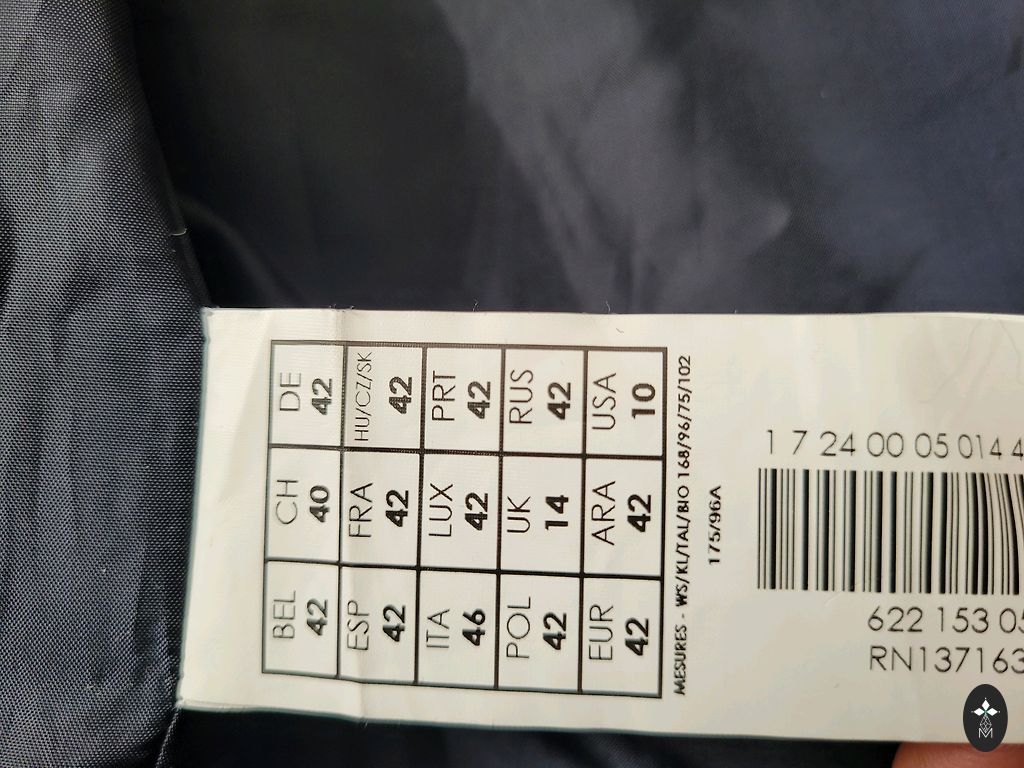 BEL CH DE
42 40 42
ESP FRA HU/CZ/SK
42 42 42
ITA LUX PRT
46 42 42
POL UK RUS
42 14 42
EUR ARA USA
42 42 10
MESURES - WS/KL/TAL/BIO 168/96/75/102
175/96A
1 7 24 00 05 014 4
622 153 05
RN137163
M